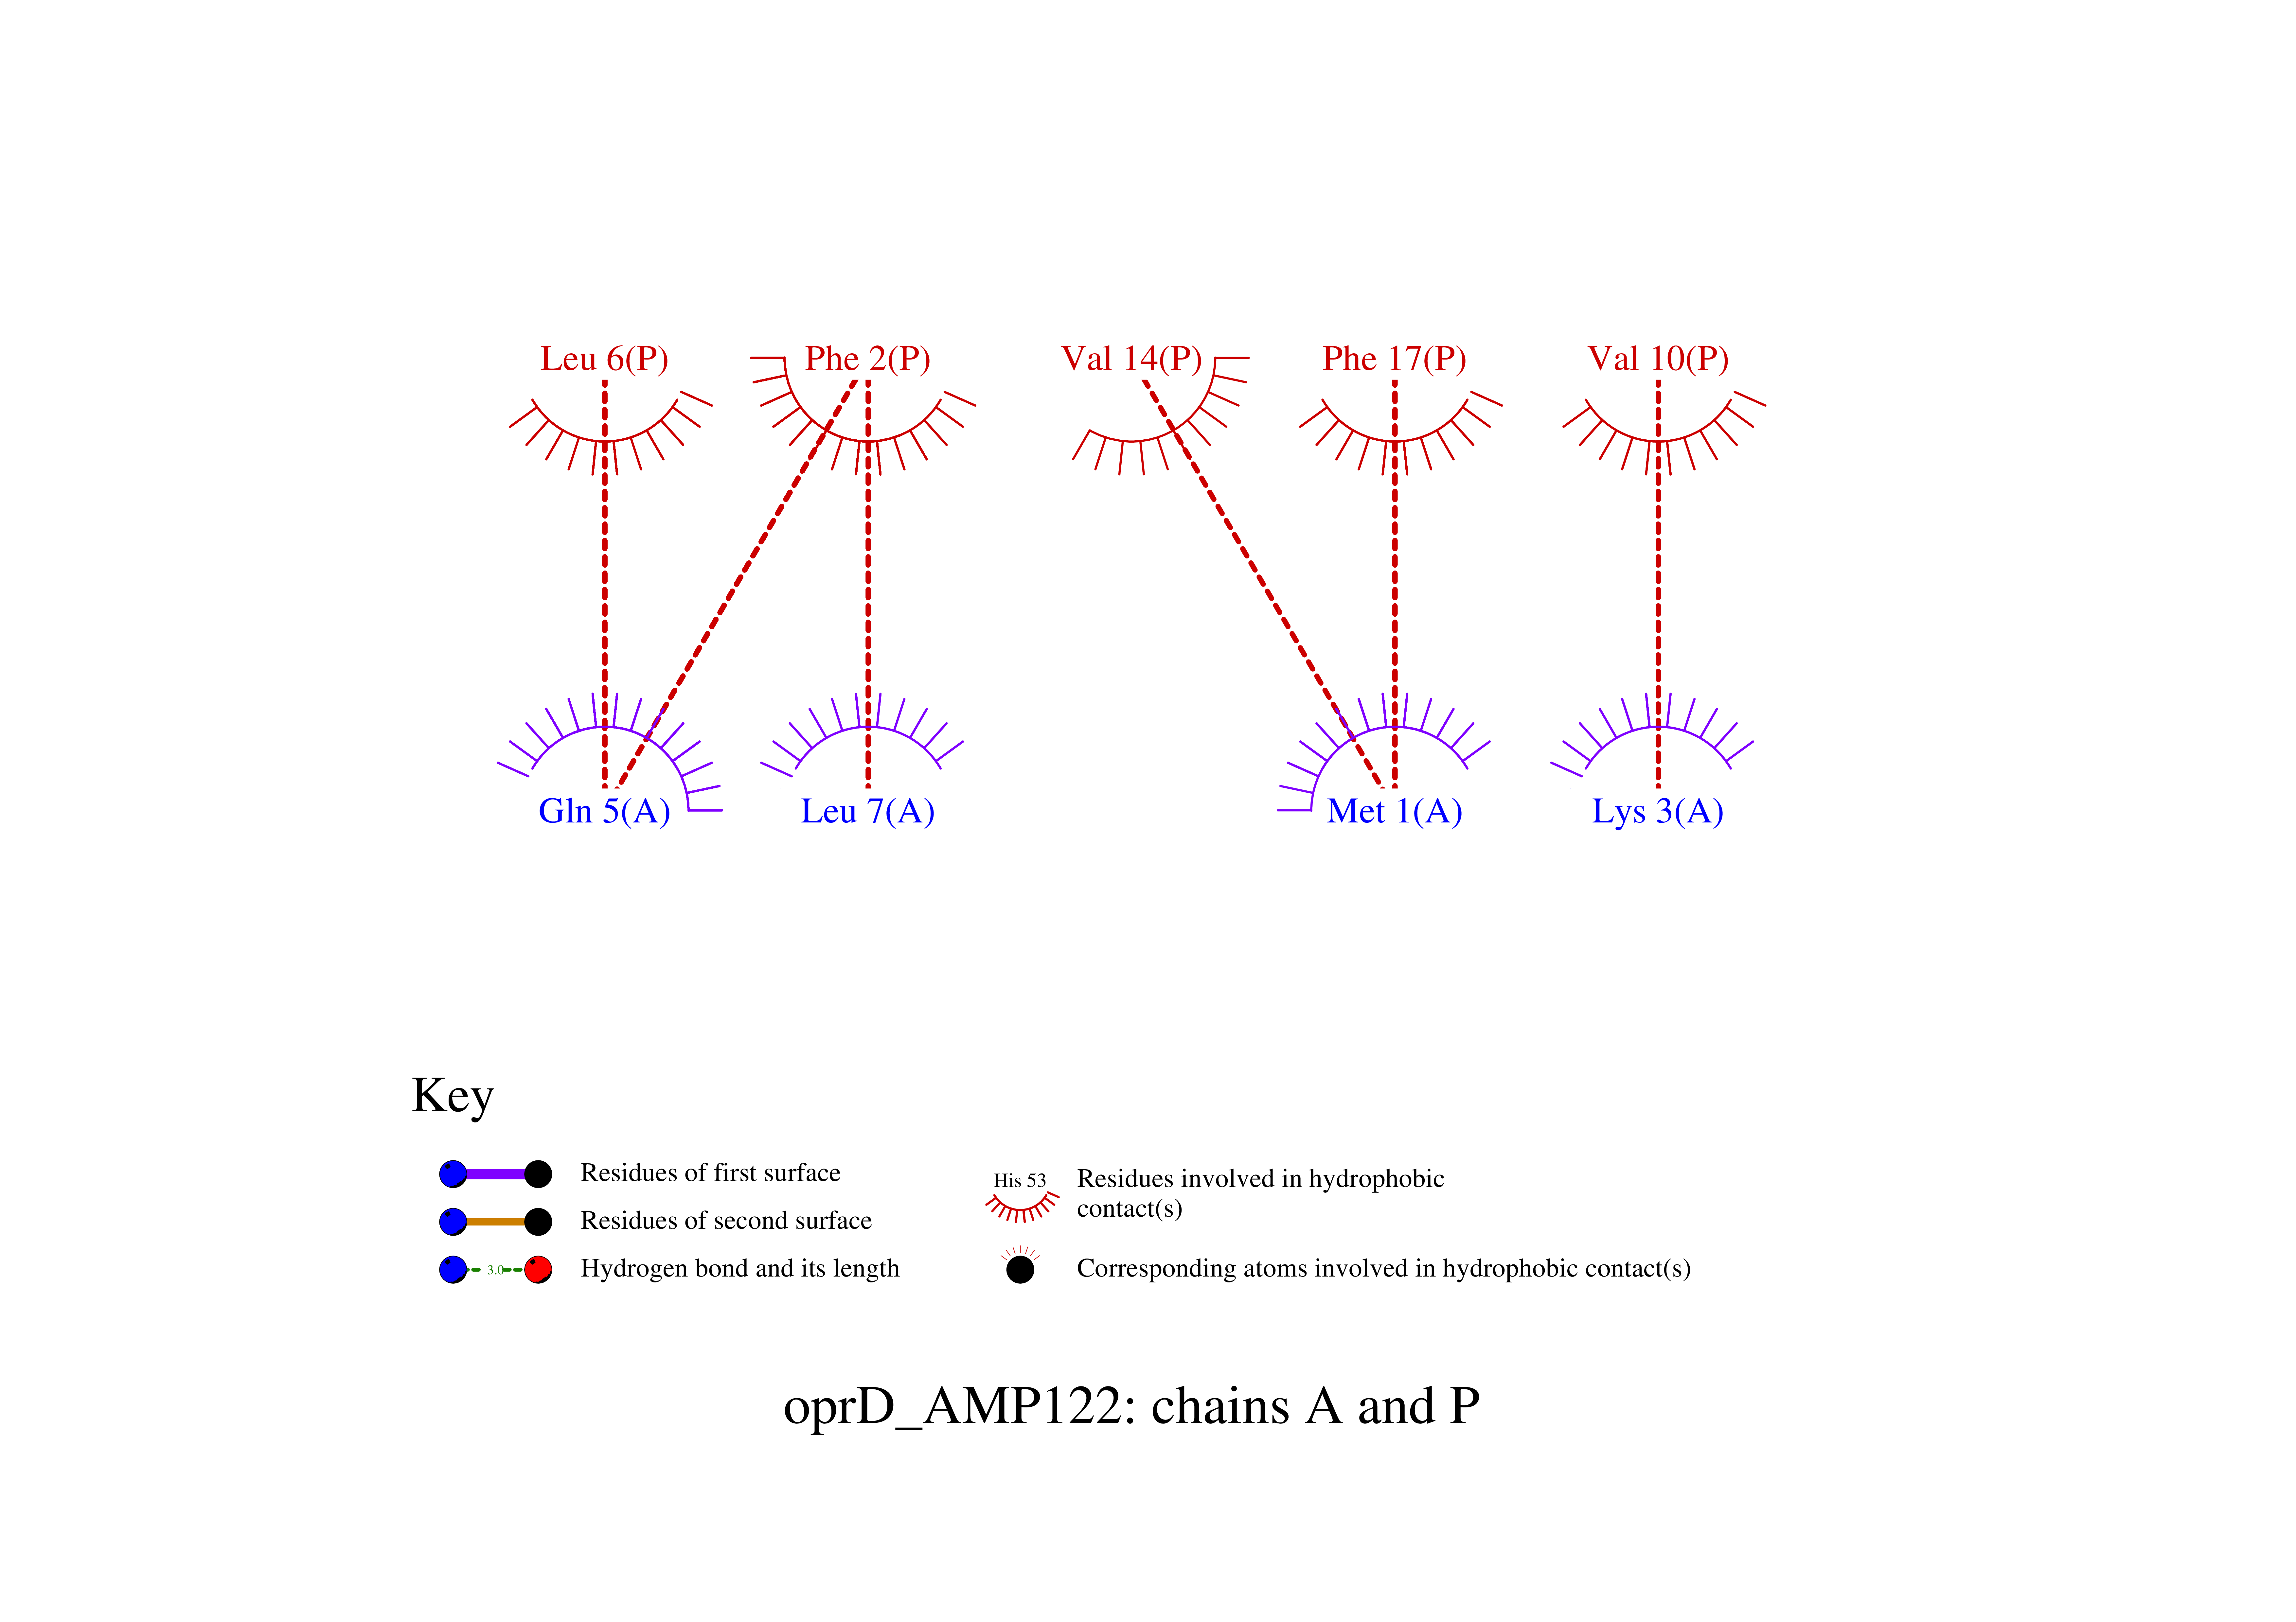 Leu 6(P) Phe 2(P) Val 14(P) Phe 17(P) Val 10(P)
Gln 5(A) Leu 7(A) Met 1(A) Lys 3(A)
Key
Residues of first surface
Residues of second surface
3.0 Hydrogen bond and its length
His 53 Residues involved in hydrophobic
contact(s)
Corresponding atoms involved in hydrophobic contact(s)
oprD_AMP122: chains A and P